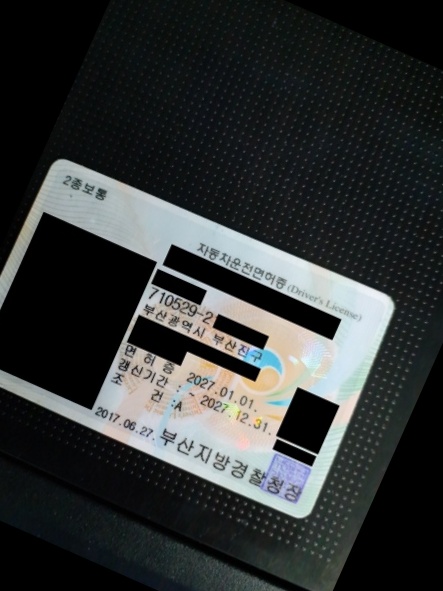 2종보통
자동차운전면허증 (Driver's License)
710529-2
부산광역시 부산진구
면 허 증
갱신기간 : 2027.01.01.
~ 2027.12.31.
조 건 :A
2017.06.27. 부산지방경찰청장